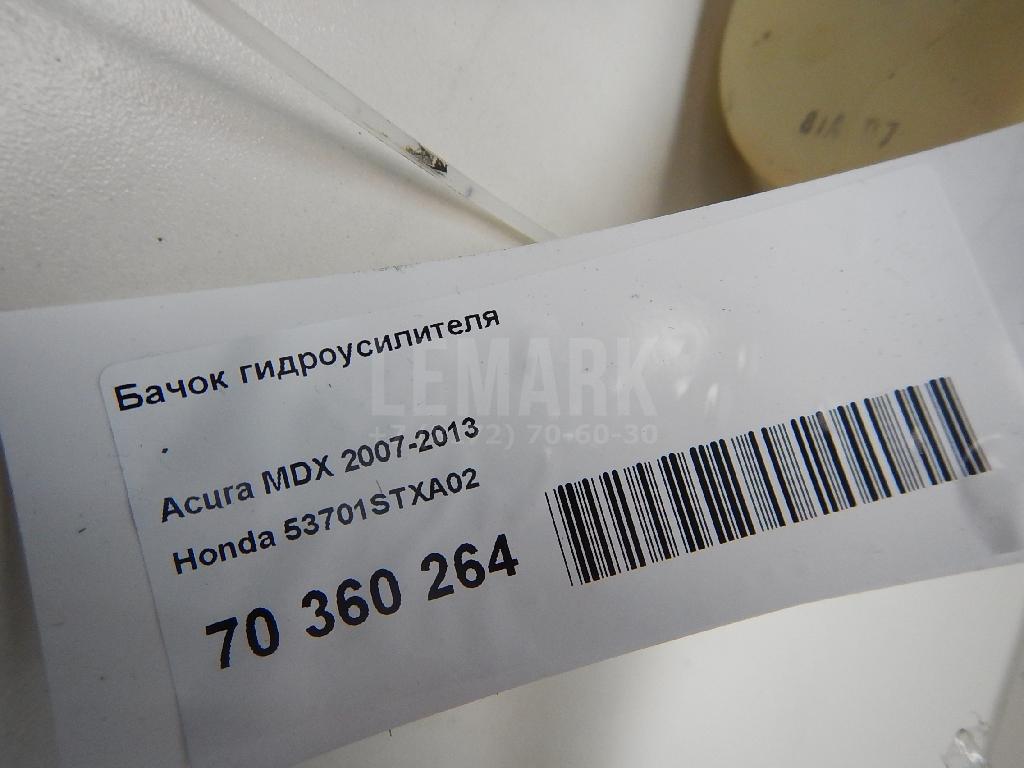 Бачок гидроусилителя
.
Acura MDX 2007-2013
Honda 53701STXA02
70 360 264
LEMARK
70-60-30